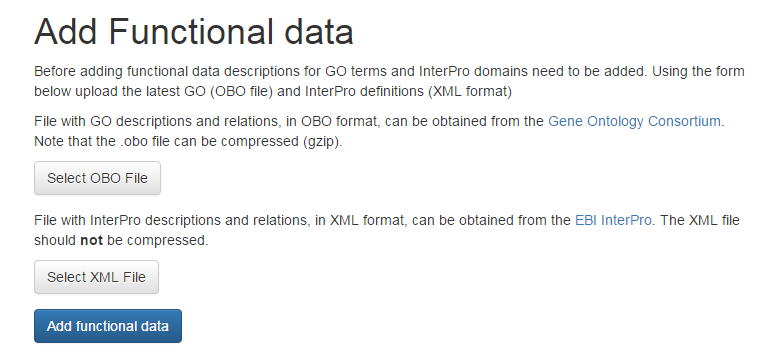 Add Functional data
Before adding functional data descriptions for GO terms and InterPro domains need to be added. Using the form
below upload the latest GO (OBO file) and InterPro definitions (XML format)
File with GO descriptions and relations, in OBO format, can be obtained from the Gene Ontology Consortium.
Note that the .obo file can be compressed (gzip).
Select OBO File
File with InterPro descriptions and relations, in XML format, can be obtained from the EBI InterPro. The XML file
should not be compressed.
Select XML File
Add functional data